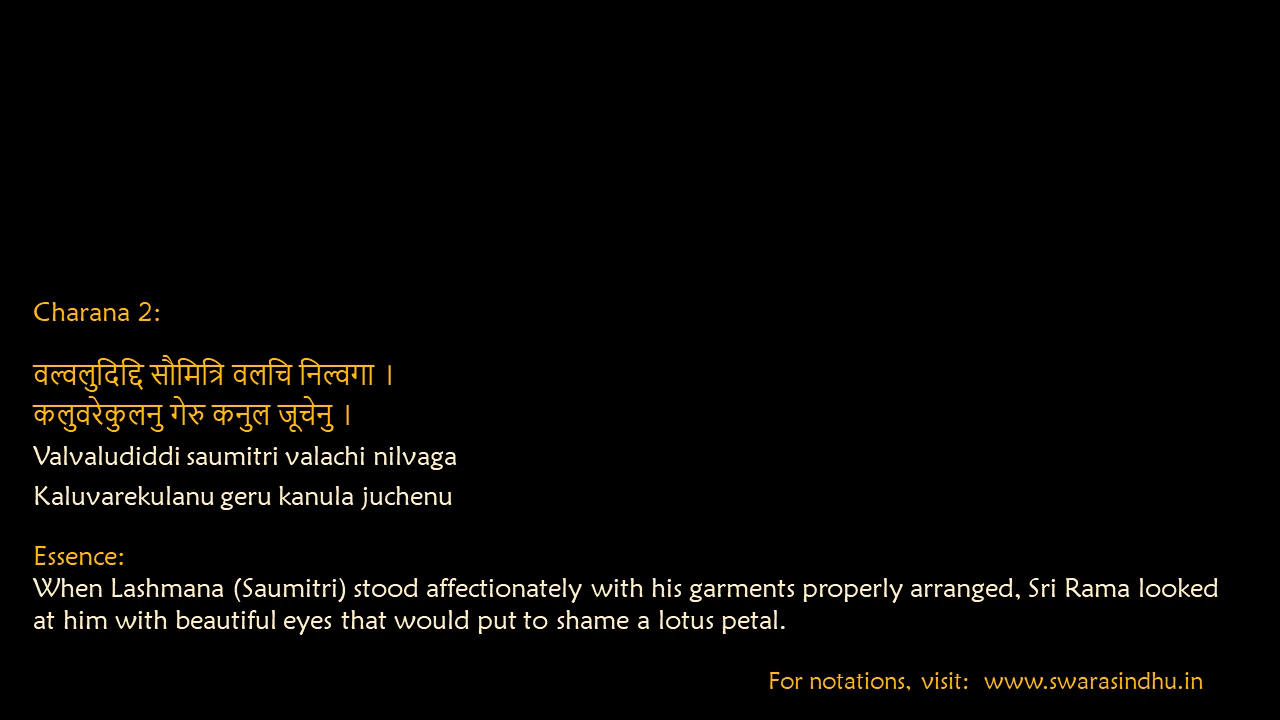 Charana 2:
वल्वलुदिद्दि सौमित्रि वलचि निल्वगा ।
कलुवरेकुलनु गेरु कनुल जूचेनु ।
Valvaludiddi saumitri valachi nilvaga
Kaluvarekulanu geru kanula juchenu
Essence:
When Lashmana (Saumitri) stood affectionately with his garments properly arranged, Sri Rama looked
at him with beautiful eyes that would put to shame a lotus petal.
For notations, visit: www.swarasindhu.in